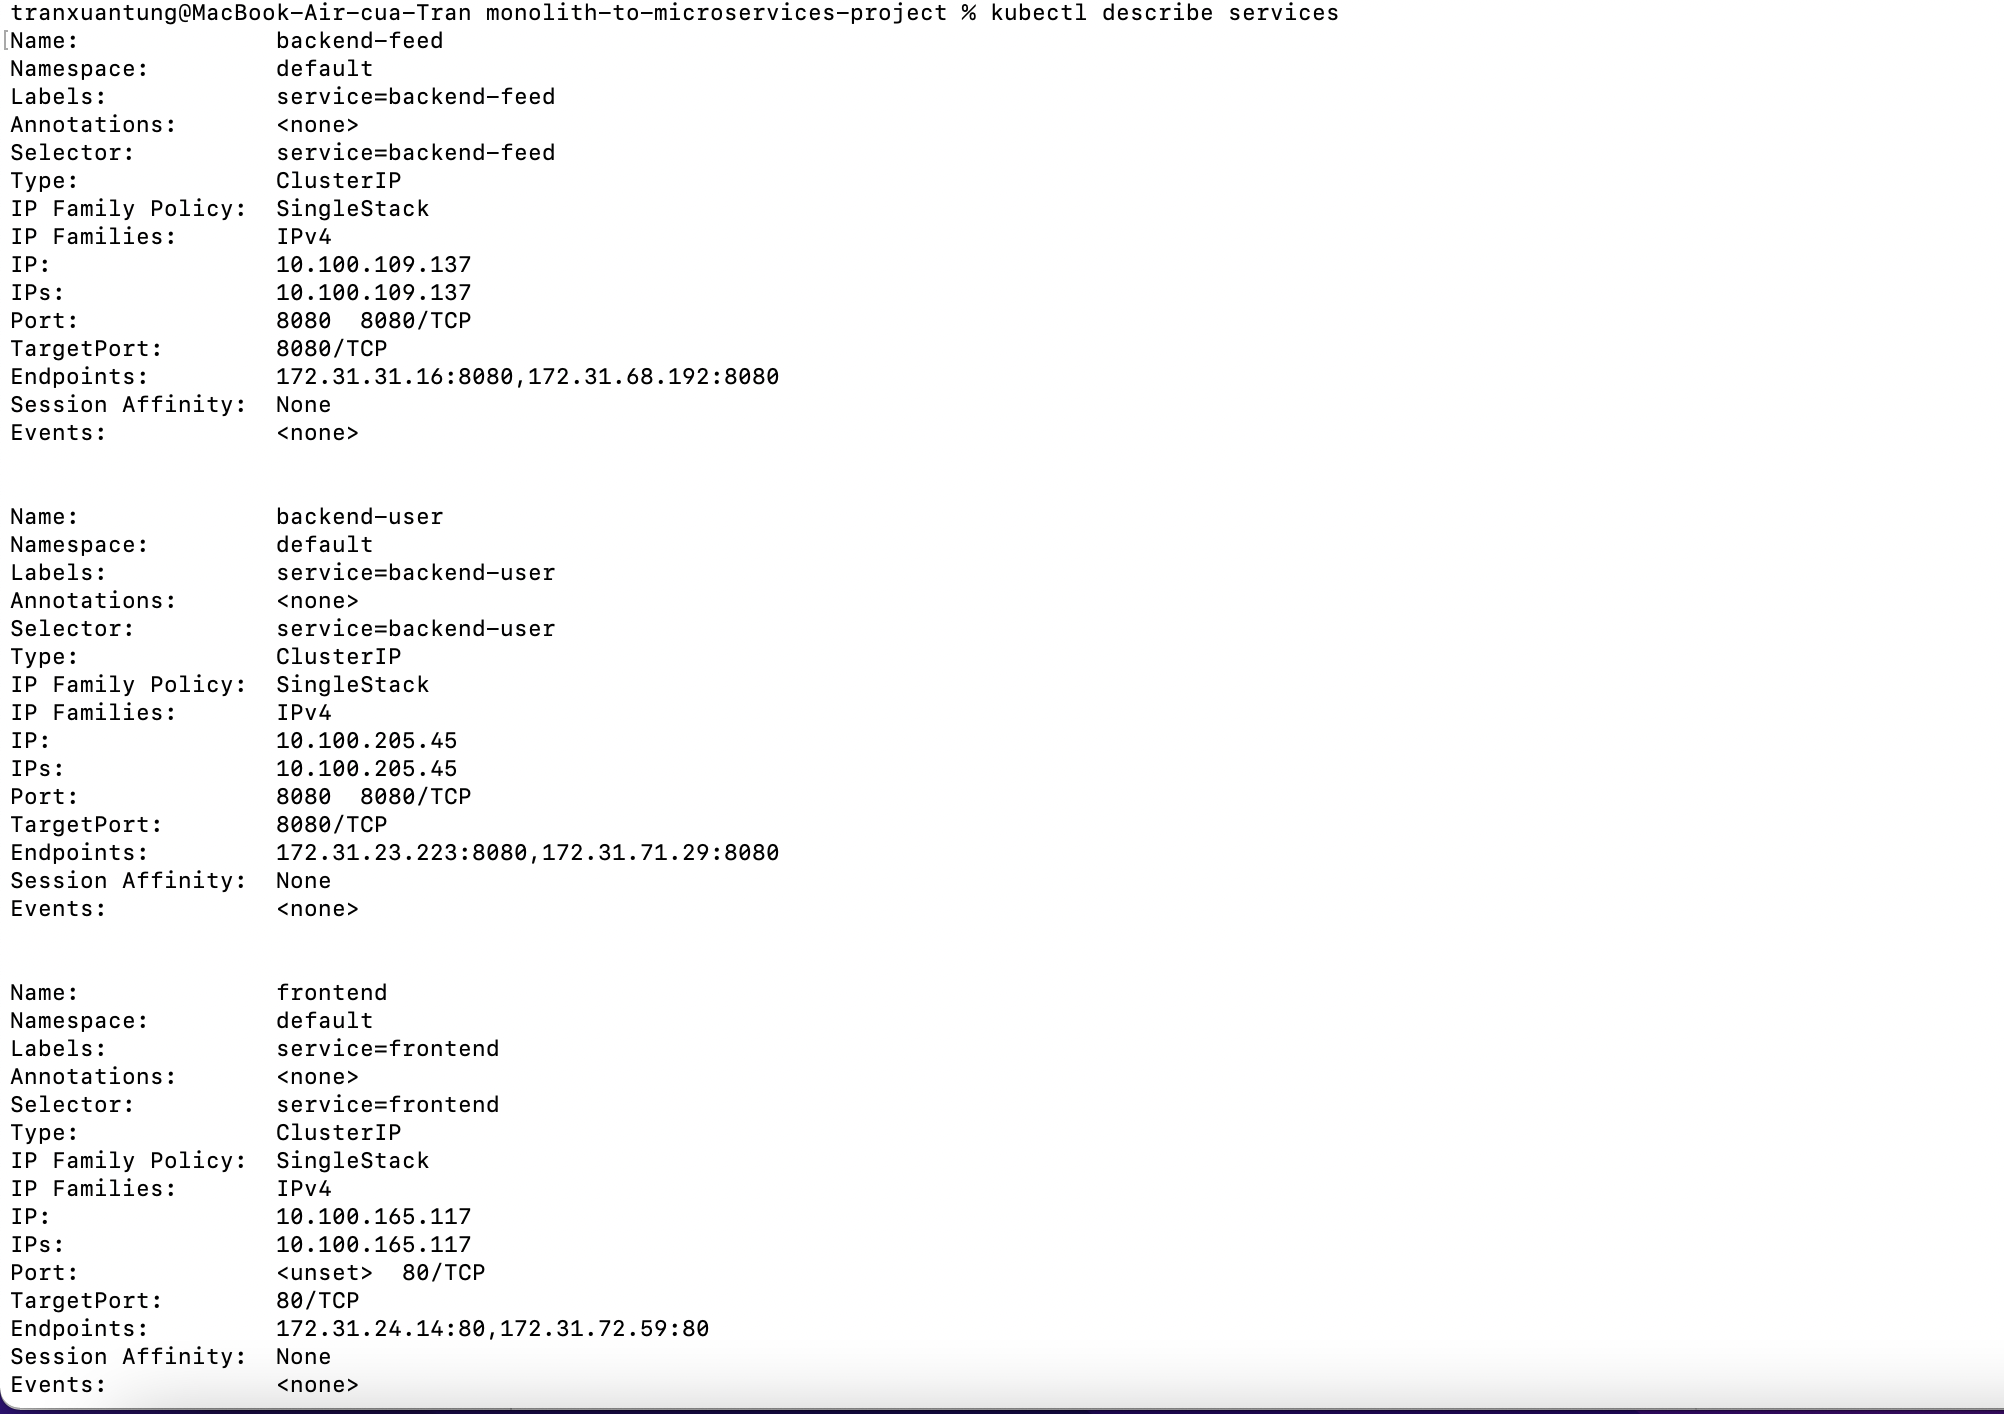 tranxuantung@MacBook-Air-cua-Tran monolith-to-microservices-project % kubectl describe services
[Name:              backend-feed
Namespace:         default
Labels:            service=backend-feed
Annotations:       <none>
Selector:          service=backend-feed
Type:              ClusterIP
IP Family Policy:  SingleStack
IP Families:       IPv4
IP:                10.100.109.137
IPs:               10.100.109.137
Port:              8080  8080/TCP
TargetPort:        8080/TCP
Endpoints:         172.31.31.16:8080,172.31.68.192:8080
Session Affinity:  None
Events:            <none>

Name:              backend-user
Namespace:         default
Labels:            service=backend-user
Annotations:       <none>
Selector:          service=backend-user
Type:              ClusterIP
IP Family Policy:  SingleStack
IP Families:       IPv4
IP:                10.100.205.45
IPs:               10.100.205.45
Port:              8080  8080/TCP
TargetPort:        8080/TCP
Endpoints:         172.31.23.223:8080,172.31.71.29:8080
Session Affinity:  None
Events:            <none>

Name:              frontend
Namespace:         default
Labels:            service=frontend
Annotations:       <none>
Selector:          service=frontend
Type:              ClusterIP
IP Family Policy:  SingleStack
IP Families:       IPv4
IP:                10.100.165.117
IPs:               10.100.165.117
Port:              <unset>  80/TCP
TargetPort:        80/TCP
Endpoints:         172.31.24.14:80,172.31.72.59:80
Session Affinity:  None
Events:            <none>